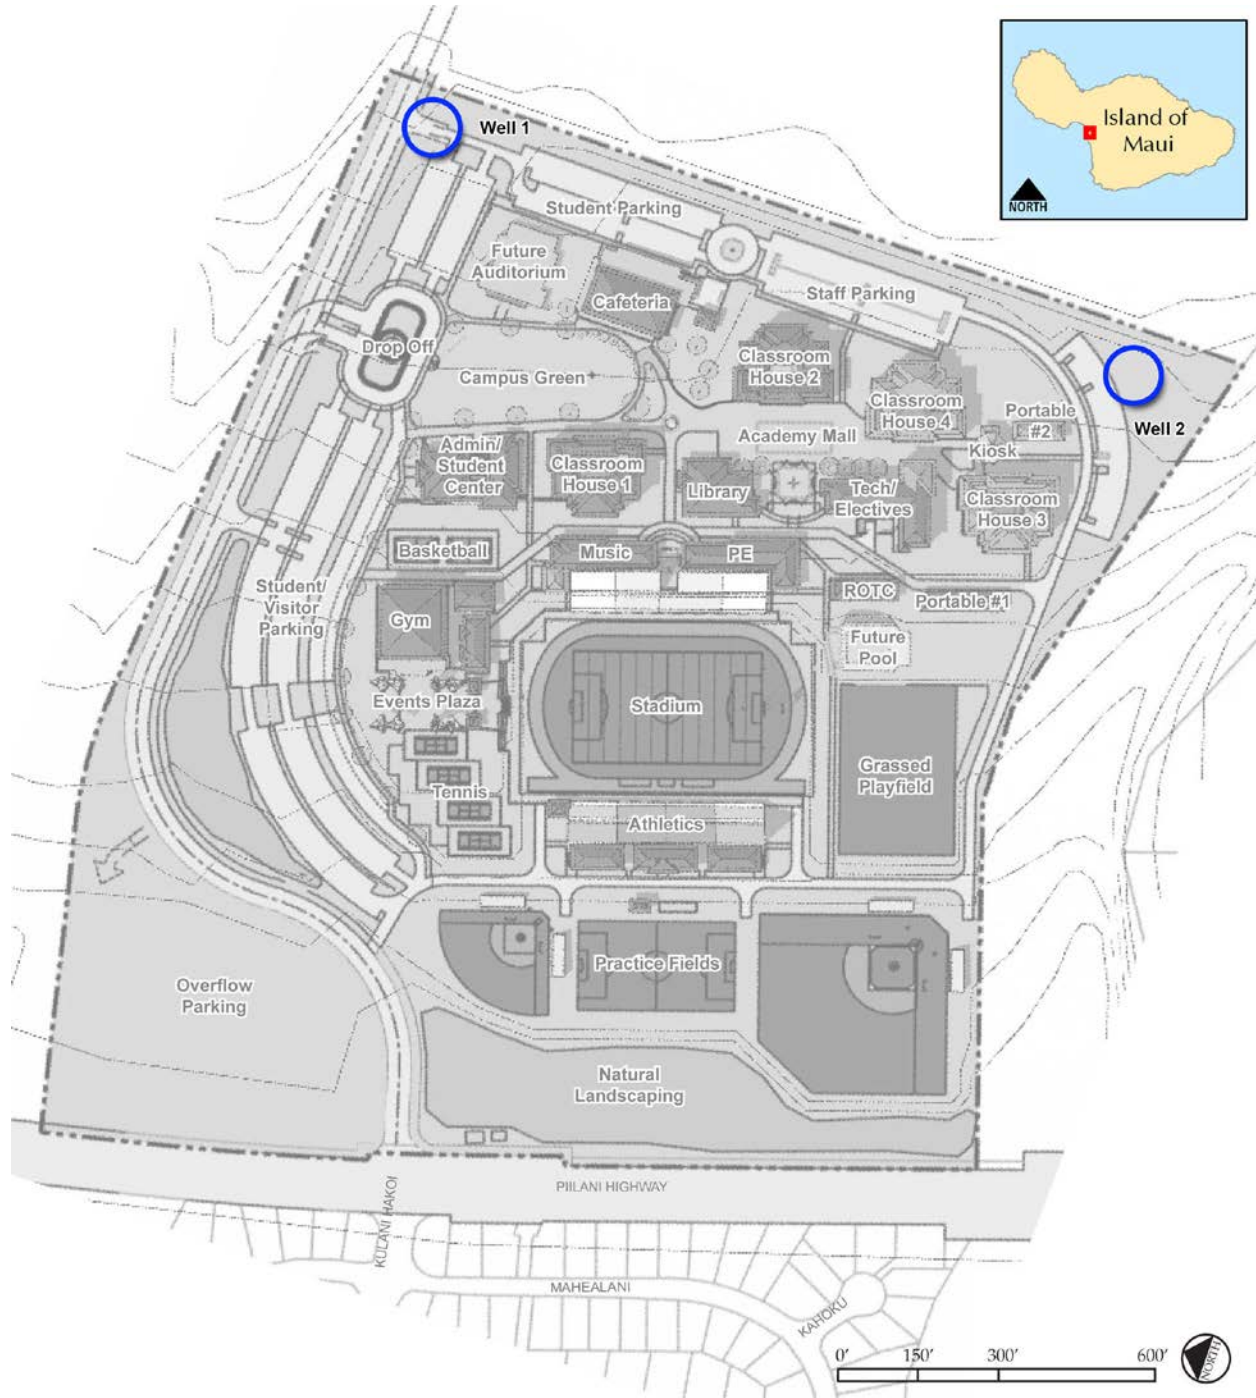 Well 1
Island of
Maui
NORTH
Student Parking
Future
Auditorium
Cafeteria
Staff Parking
Drop Off
Campus Green
Classroom
House 2
Classroom
House 4
Portable
#2
Well 2
Academy Mall
Kiosk
Admin/
Student
Center
Classroom
House 1
Library
Tech/
Electives
Classroom
House 3
Basketball
Music
PE
Student/
Visitor
Parking
ROTC
Portable #1
Gym
Future
Pool
Events Plaza
Stadium
Grassed
Playfield
Tennis
Athletics
Practice Fields
Overflow
Parking
Natural
Landscaping
PIILANI HIGHWAY
KULANI HAKOI
MAHEALANI
KAHOKU
0' 150' 300' 600'
NORTH